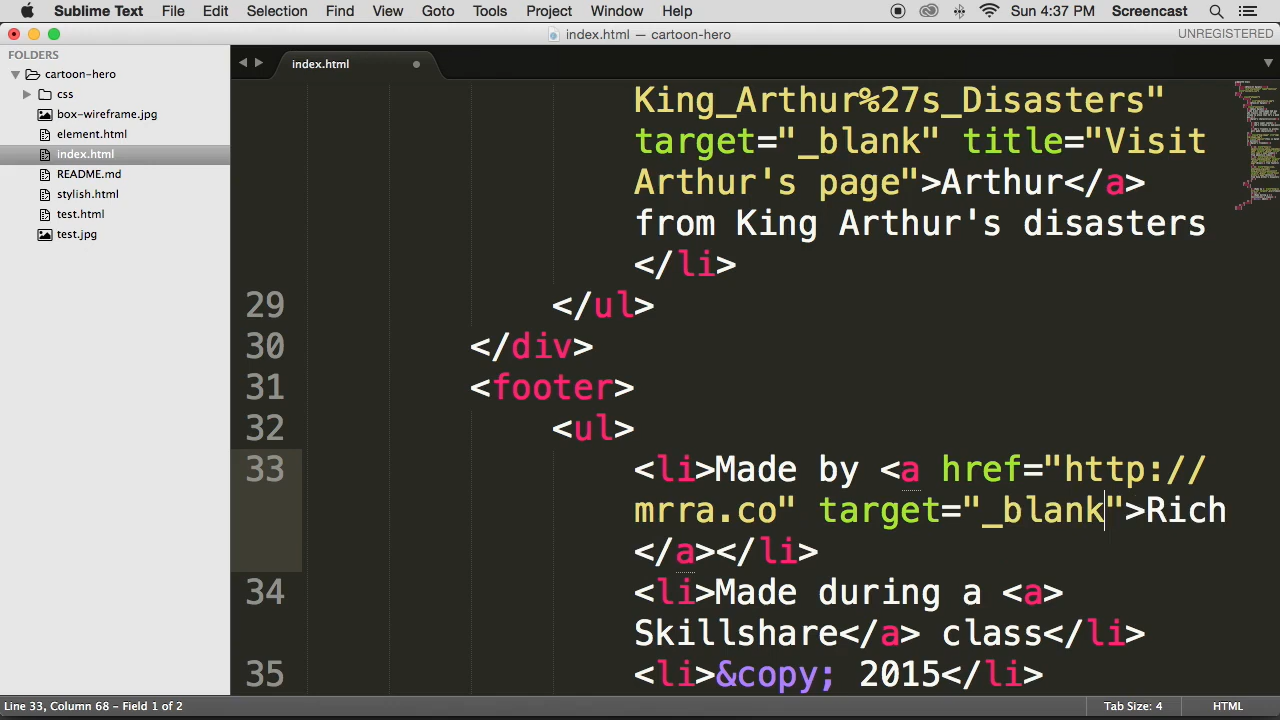 Sublime Text File Edit Selection Find View Goto Tools Project Window Help Sun 4:37 PM Screencast
index.html — cartoon-hero UNREGISTERED
FOLDERS
cartoon-hero
css
box-wireframe.jpg
element.html
index.html
README.md
stylish.html
test.html
test.jpg
index.html
King_Arthur%27s_Disasters"
target="_blank" title="Visit
Arthur's page">Arthur</a>
from King Arthur's disasters
</li>
29 </ul>
30 </div>
31 <footer>
32 <ul>
33 <li>Made by <a href="http://
mrra.co" target="_blank">Rich
</a></li>
34 <li>Made during a <a>
Skillshare</a> class</li>
35 <li>&copy; 2015</li>
Line 33, Column 68 - Field 1 of 2 Tab Size: 4 HTML